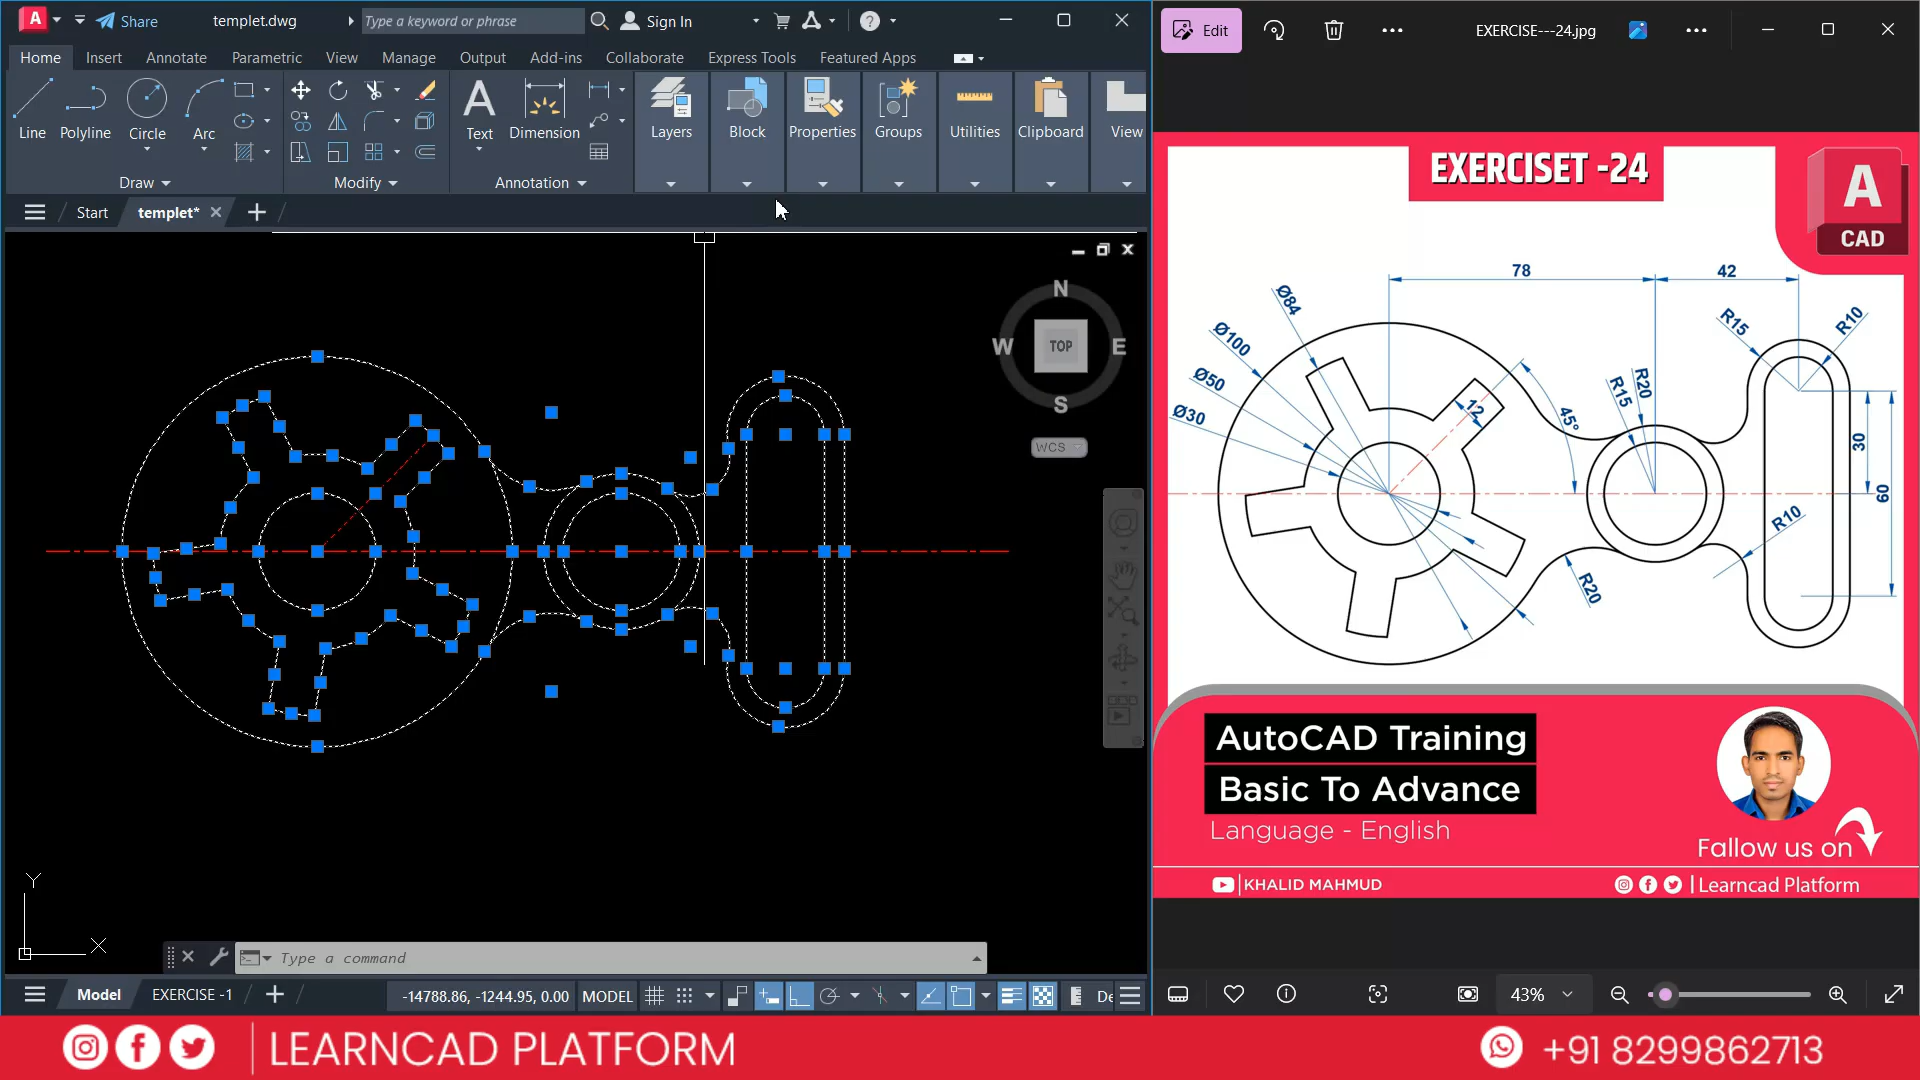 A
Share
templet.dwg
Type a keyword or phrase
Sign In
?
Home Insert Annotate Parametric View Manage Output Add-ins Collaborate Express Tools Featured Apps
Line
Polyline
Circle
Arc
A
Text
Dimension
Layers
Block
Properties
Groups
Utilities
Clipboard
View
Draw
Modify
Annotation
Start
templet*
N
W
TOP
E
S
WCS
Y
X
Type a command
Model
EXERCISE -1
-14788.86, -1244.95, 0.00
MODEL
De
Edit
EXERCISE---24.jpg
EXERCISET -24
A
CAD
78
42
Ø84
Ø100
Ø50
Ø30
12
45°
R15
R20
R15
R10
30
60
R10
R20
AutoCAD Training
Basic To Advance
Language - English
Fallow us on
KHALID MAHMUD
Learncad Platform
43%
LEARNCAD PLATFORM
+91 8299862713